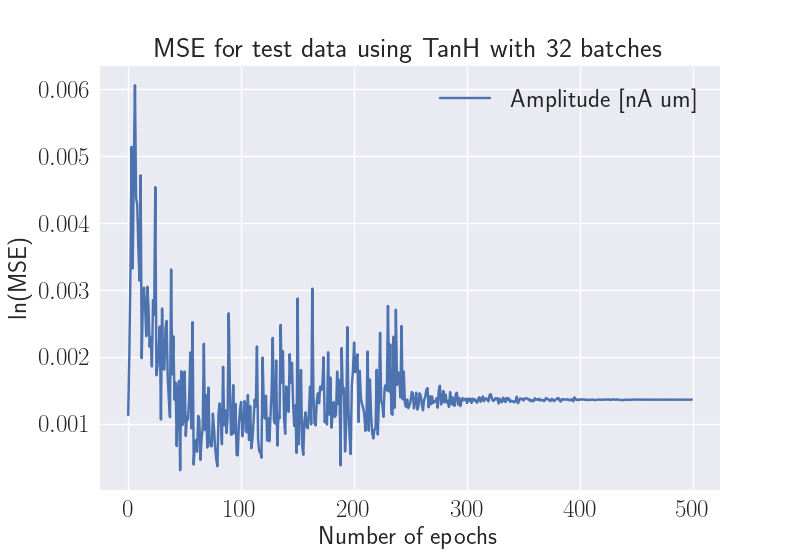 MSE for test data using TanH with 32 batches
Amplitude [nA um]
0.006
0.005
0.004
0.003
0.002
0.001
ln(MSE)
0 100 200 300 400 500
Number of epochs